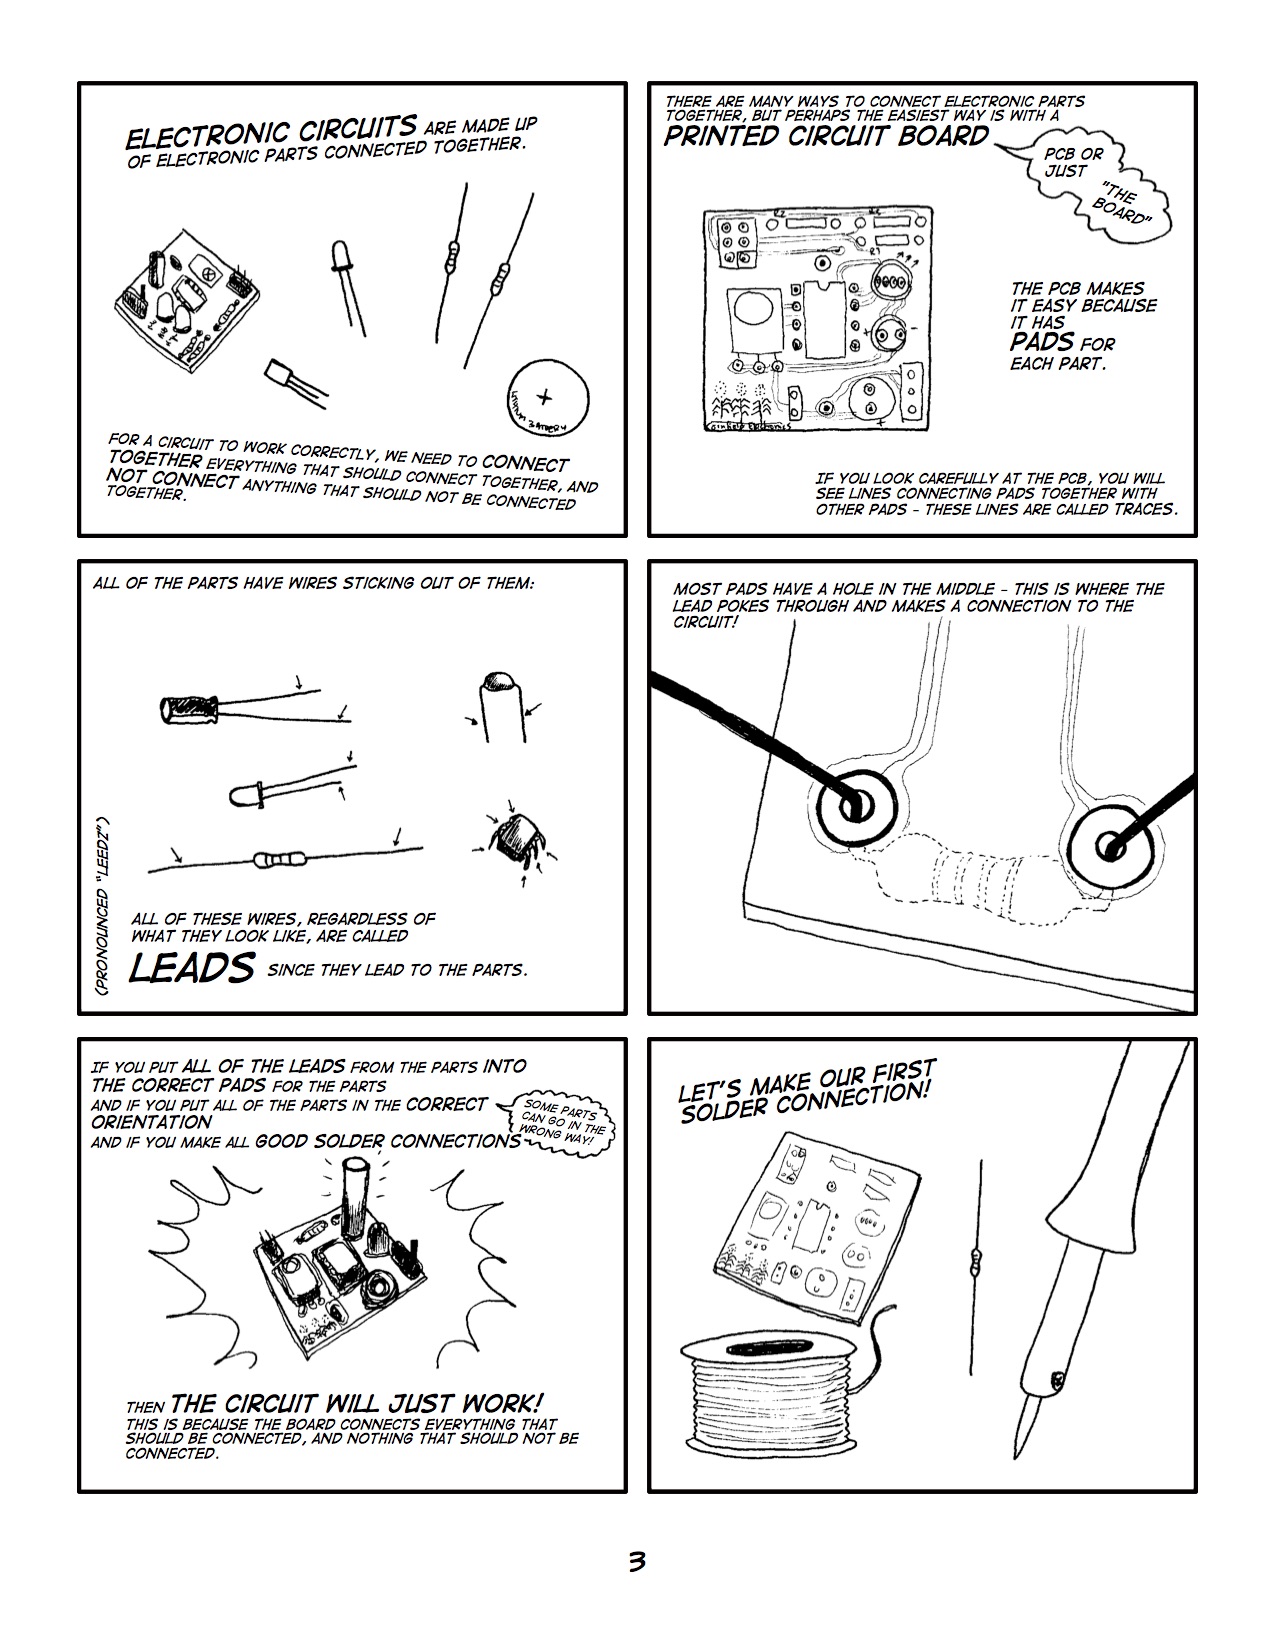 ELECTRONIC CIRCUITS ARE MADE UP
OF ELECTRONIC PARTS CONNECTED TOGETHER.
LITHIUM BATTERY
+
FOR A CIRCUIT TO WORK CORRECTLY, WE NEED TO CONNECT
TOGETHER EVERYTHING THAT SHOULD CONNECT TOGETHER, AND
NOT CONNECT ANYTHING THAT SHOULD NOT BE CONNECTED
TOGETHER.
THERE ARE MANY WAYS TO CONNECT ELECTRONIC PARTS
TOGETHER, BUT PERHAPS THE EASIEST WAY IS WITH A
PRINTED CIRCUIT BOARD
PCB OR
JUST
"THE
BOARD"
THE PCB MAKES
IT EASY BECAUSE
IT HAS
PADS FOR
EACH PART.
IF YOU LOOK CAREFULLY AT THE PCB, YOU WILL
SEE LINES CONNECTING PADS TOGETHER WITH
OTHER PADS - THESE LINES ARE CALLED TRACES.
ALL OF THE PARTS HAVE WIRES STICKING OUT OF THEM:
(PRONOUNCED "LEEDZ")
ALL OF THESE WIRES, REGARDLESS OF
WHAT THEY LOOK LIKE, ARE CALLED
LEADS SINCE THEY LEAD TO THE PARTS.
MOST PADS HAVE A HOLE IN THE MIDDLE - THIS IS WHERE THE
LEAD POKES THROUGH AND MAKES A CONNECTION TO THE
CIRCUIT!
IF YOU PUT ALL OF THE LEADS FROM THE PARTS INTO
THE CORRECT PADS FOR THE PARTS
AND IF YOU PUT ALL OF THE PARTS IN THE CORRECT
ORIENTATION
AND IF YOU MAKE ALL GOOD SOLDER CONNECTIONS-
SOME PARTS
CAN GO IN THE
WRONG WAY!
THEN THE CIRCUIT WILL JUST WORK!
THIS IS BECAUSE THE BOARD CONNECTS EVERYTHING THAT
SHOULD BE CONNECTED, AND NOTHING THAT SHOULD NOT BE
CONNECTED.
LET'S MAKE OUR FIRST
SOLDER CONNECTION!
3